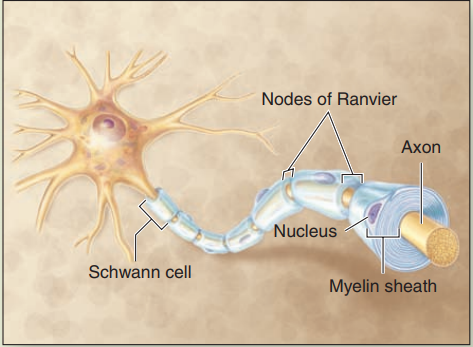 Nodes of Ranvier
Axon
Nucleus
Schwann cell
Myelin sheath